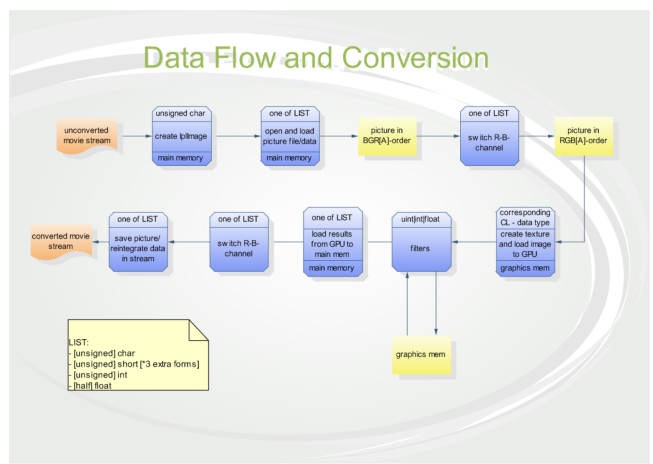 Data Flow and Conversion
unconverted
movie stream
unsigned char
create IplImage
main memory
one of LIST
open and load
picture file/data
main memory
picture in
BGR[A]-order
one of LIST
switch R-B-
channel
picture in
RGB[A]-order
converted movie
stream
one of LIST
save picture/
reintegrate data
in stream
one of LIST
switch R-B-
channel
one of LIST
load results
from GPU to
main mem
main memory
uint|int|float
filters
corresponding
CL - data type
create texture
and load image
to GPU
graphics mem
graphics mem
LIST:
- [unsigned] char
- [unsigned] short [*3 extra forms]
- [unsigned] int
- [half] float